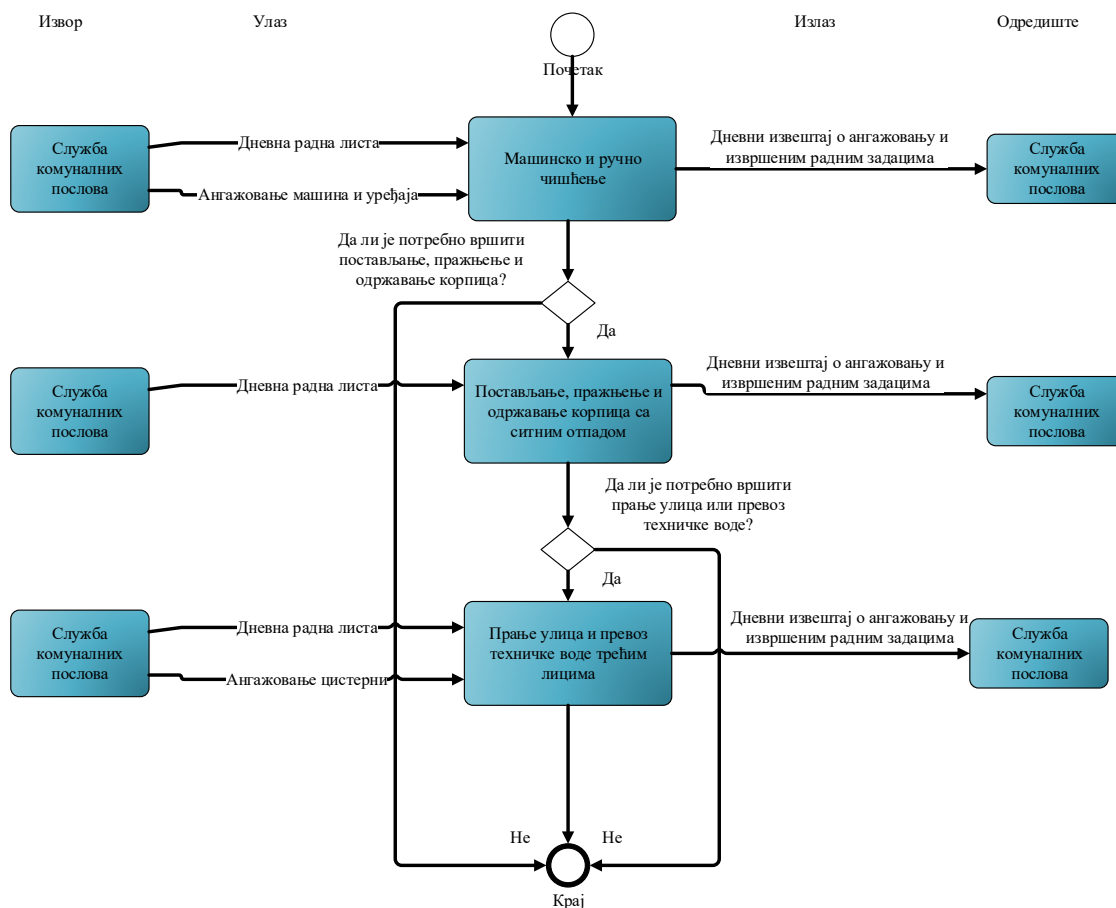 Извор
Улаз
Излаз
Одредиште
Почетак
Служба
комуналних
послова
Дневна радна листа
Ангажовање машина и уређаја
Машинско и ручно
чишћење
Дневни извештај о ангажовању и
извршеним радним задацима
Служба
комуналних
послова
Да ли је потребно вршити
постављање, пражњење и
одржавање корпица?
Да
Служба
комуналних
послова
Дневна радна листа
Постављање, пражњење и
одржавање корпица са
ситним отпадом
Дневни извештај о ангажовању и
извршеним радним задацима
Служба
комуналних
послова
Да ли је потребно вршити
прање улица или превоз
техничке воде?
Да
Служба
комуналних
послова
Дневна радна листа
Ангажовање цистерни
Прање улица и превоз
техничке воде трећим
лицима
Дневни извештај о ангажовању и
извршеним радним задацима
Служба
комуналних
послова
Не
Не
Крај